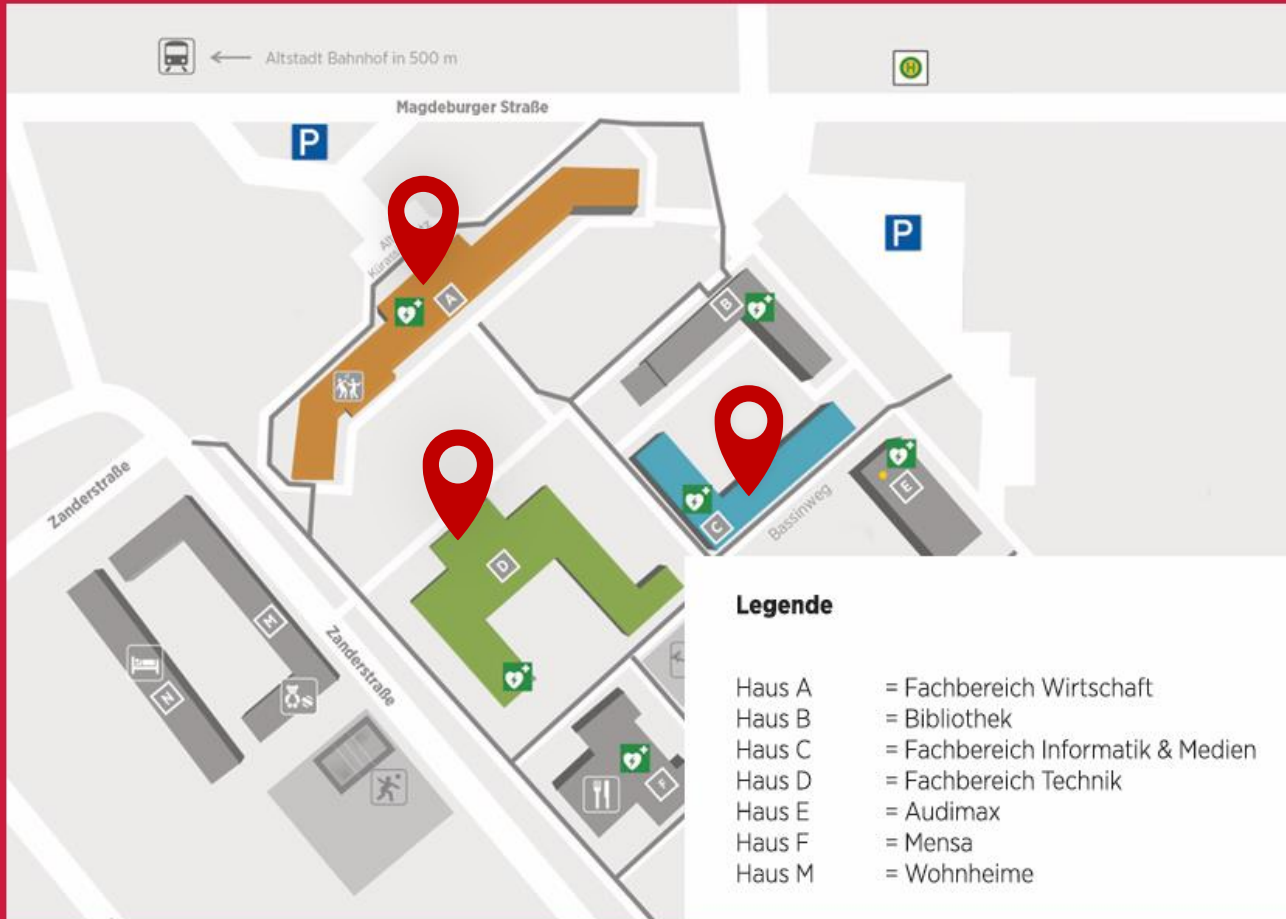 Altstadt Bahnhof in 500 m
H
Magdeburger Straße
P
P
A
B
C
D
E
F
M
N
Zanderstraße
Zanderstraße
Bassinweg
Legende
Haus A = Fachbereich Wirtschaft
Haus B = Bibliothek
Haus C = Fachbereich Informatik & Medien
Haus D = Fachbereich Technik
Haus E = Audimax
Haus F = Mensa
Haus M = Wohnheime